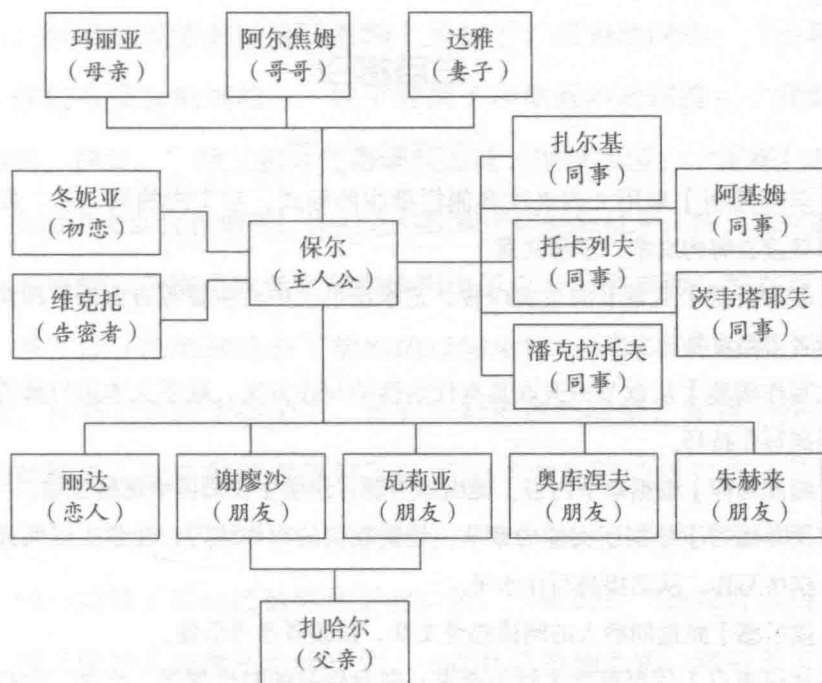 玛丽亚
（母亲）
阿尔焦姆
（哥哥）
达雅
（妻子）
扎尔基
（同事）
阿基姆
（同事）
冬妮亚
（初恋）
保尔
（主人公）
托卡列夫
（同事）
维克托
（告密者）
茨韦塔耶夫
（同事）
潘克拉托夫
（同事）
丽达
（恋人）
谢廖沙
（朋友）
瓦莉亚
（朋友）
奥库涅夫
（朋友）
朱赫来
（朋友）
扎哈尔
（父亲）